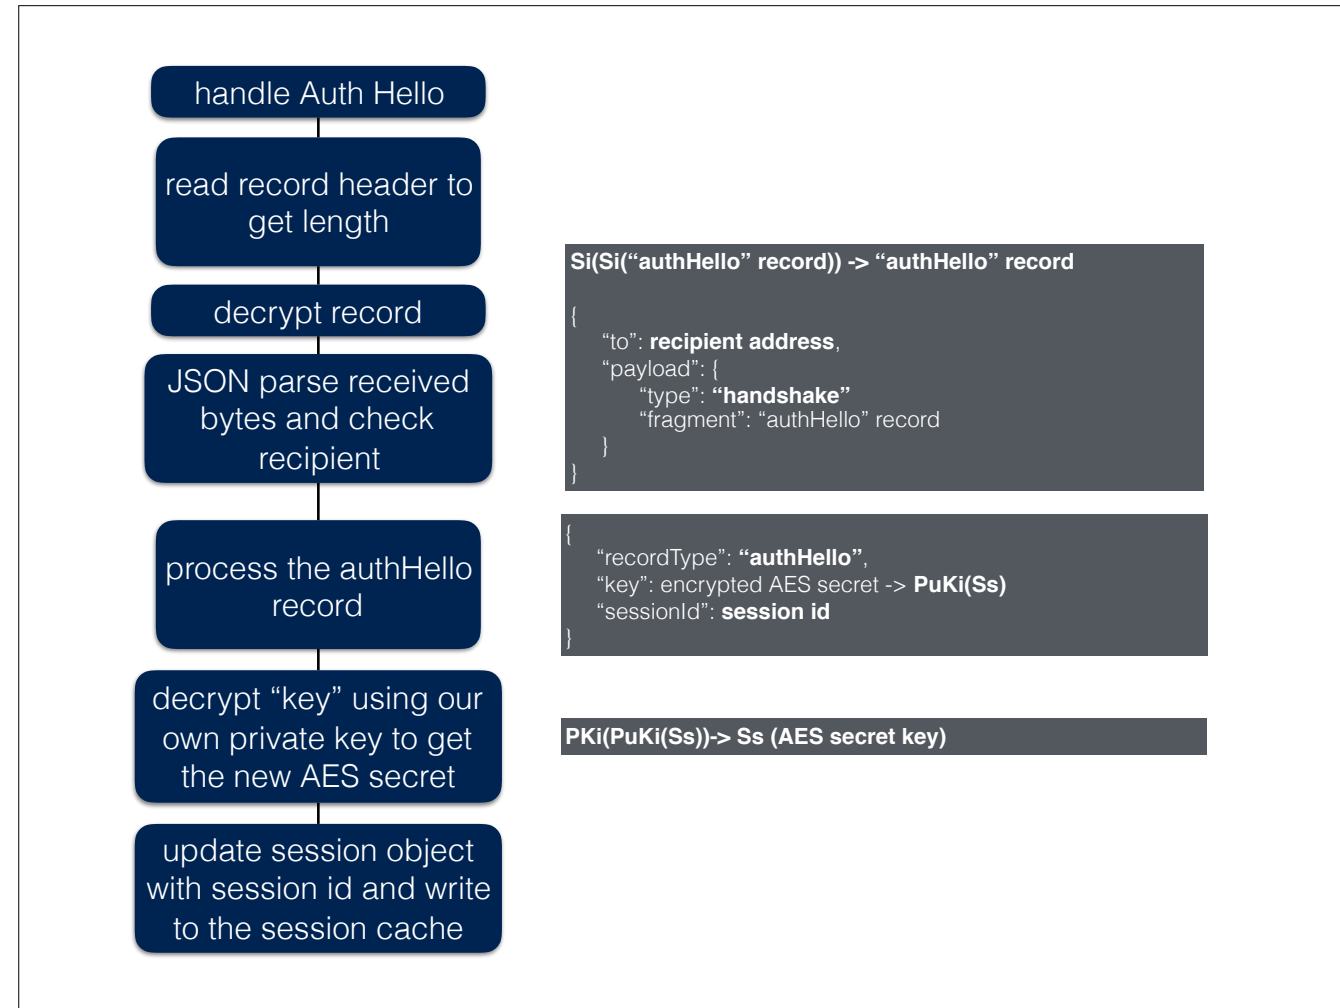 handle Auth Hello
read record header to
get length
decrypt record
JSON parse received
bytes and check
recipient
process the authHello
record
decrypt “key” using our
own private key to get
the new AES secret
update session object
with session id and write
to the session cache
Si(Si(“authHello” record)) -> “authHello” record
{
“to”: recipient address,
“payload”: {
“type”: “handshake”
“fragment”: “authHello” record
}
}
{
“recordType”: “authHello”,
“key”: encrypted AES secret -> PuKi(Ss)
“sessionId”: session id
}
PKi(PuKi(Ss))-> Ss (AES secret key)